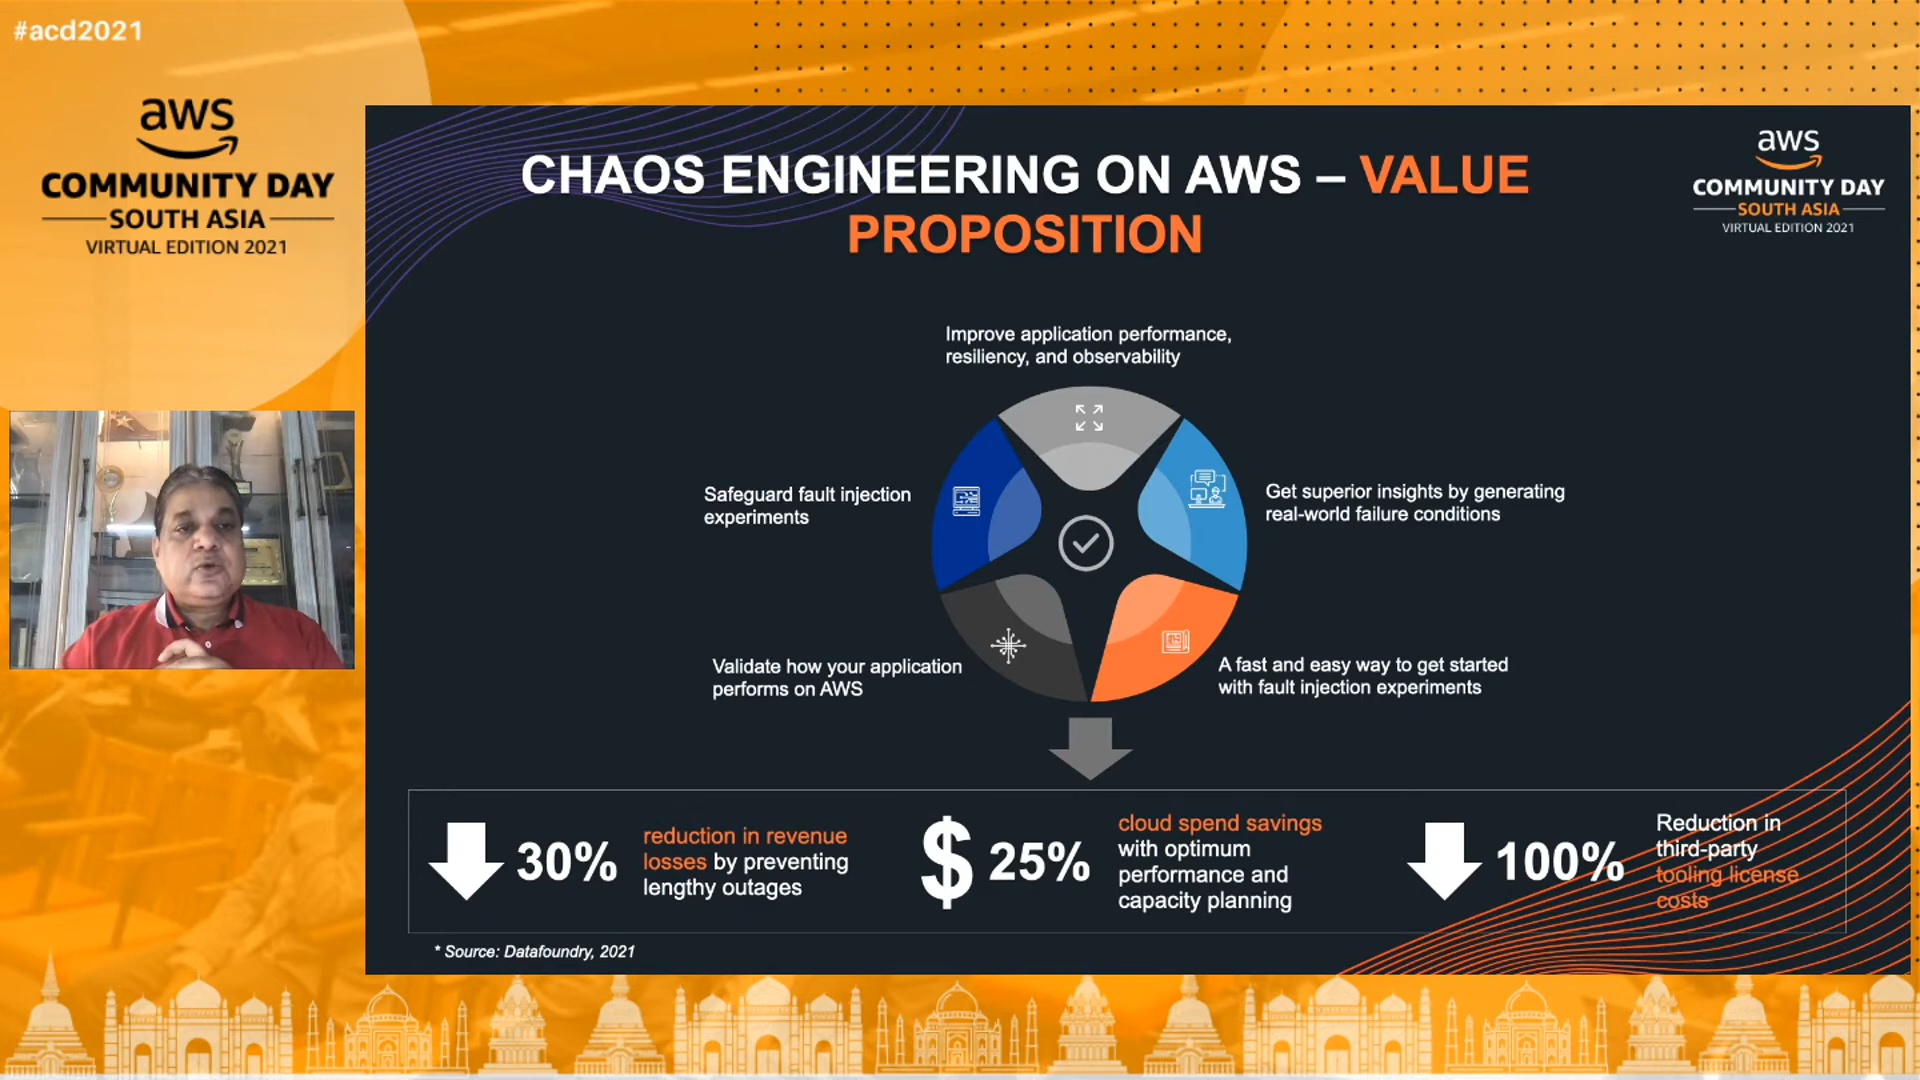 #acd2021
aws
COMMUNITY DAY
SOUTH ASIA
VIRTUAL EDITION 2021
CHAOS ENGINEERING ON AWS – VALUE
PROPOSITION
aws
COMMUNITY DAY
SOUTH ASIA
VIRTUAL EDITION 2021
Improve application performance,
resiliency, and observability
Safeguard fault injection
experiments
Get superior insights by generating
real-world failure conditions
Validate how your application
performs on AWS
A fast and easy way to get started
with fault injection experiments
30%
reduction in revenue
losses by preventing
lengthy outages
$ 25%
cloud spend savings
with optimum
performance and
capacity planning
100%
Reduction in
third-party
tooling license
costs
* Source: Datafoundry, 2021